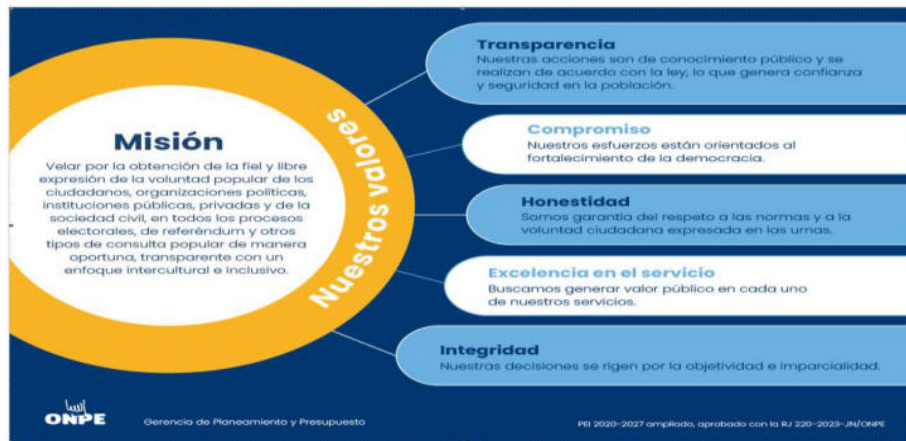 Misión
Velar por la obtención de la fiel y libre
expresión de la voluntad popular de los
ciudadanos, organizaciones políticas,
instituciones públicas, privadas y de la
sociedad civil, en todos los procesos
electorales, de referéndum y otros
tipos de consulta popular de manera
oportuna, transparente con un
enfoque intercultural e inclusivo.
Nuestros valores
Transparencia
Nuestras acciones son de conocimiento público y se
realizan de acuerdo con la ley, lo que genera confianza
y seguridad en la población.
Compromiso
Nuestros esfuerzos están orientados al
fortalecimiento de la democracia.
Honestidad
Somos garantía del respeto a las normas y a la
voluntad ciudadana expresada en las urnas.
Excelencia en el servicio
Buscamos generar valor público en cada uno
de nuestros servicios.
Integridad
Nuestras decisiones se rigen por la objetividad e imparcialidad.
ONPE
Gerencia de Planeamiento y Presupuesto
PEI 2020-2027 ampliado, aprobado con la RJ 220-2023-JN/ONPE